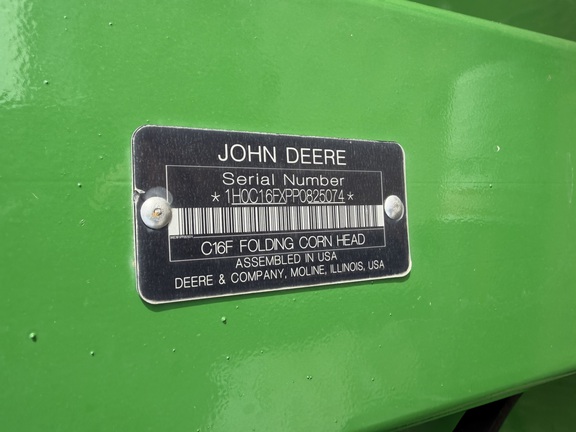 JOHN DEERE
Serial Number
*1H0C16FXPP0825074*
C16F FOLDING CORN HEAD
ASSEMBLED IN USA
DEERE & COMPANY, MOLINE, ILLINOIS, USA